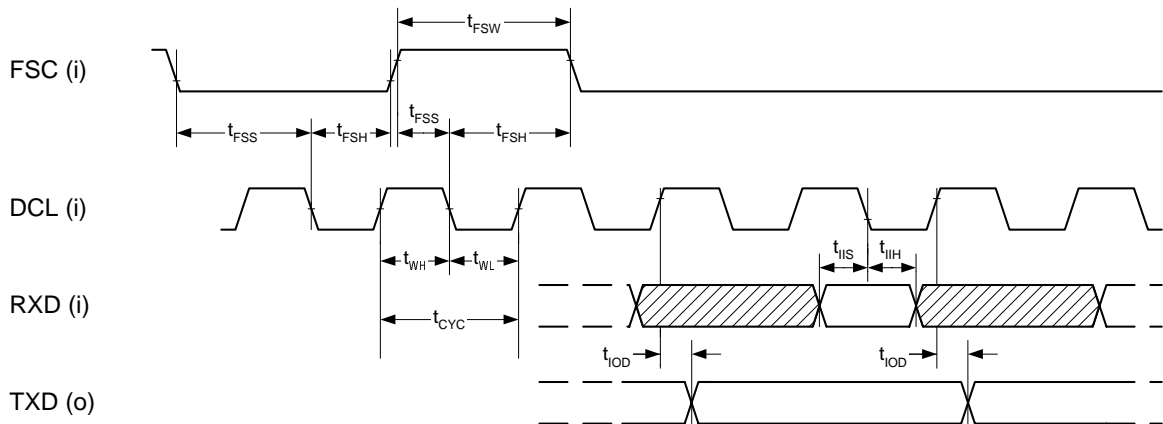 tFSW
FSC (i)
tFSS
tFSH
tFSS
tFSH
DCL (i)
tWH
tWL
tIIS
tIIH
RXD (i)
tCYC
tIOD
tIOD
TXD (o)